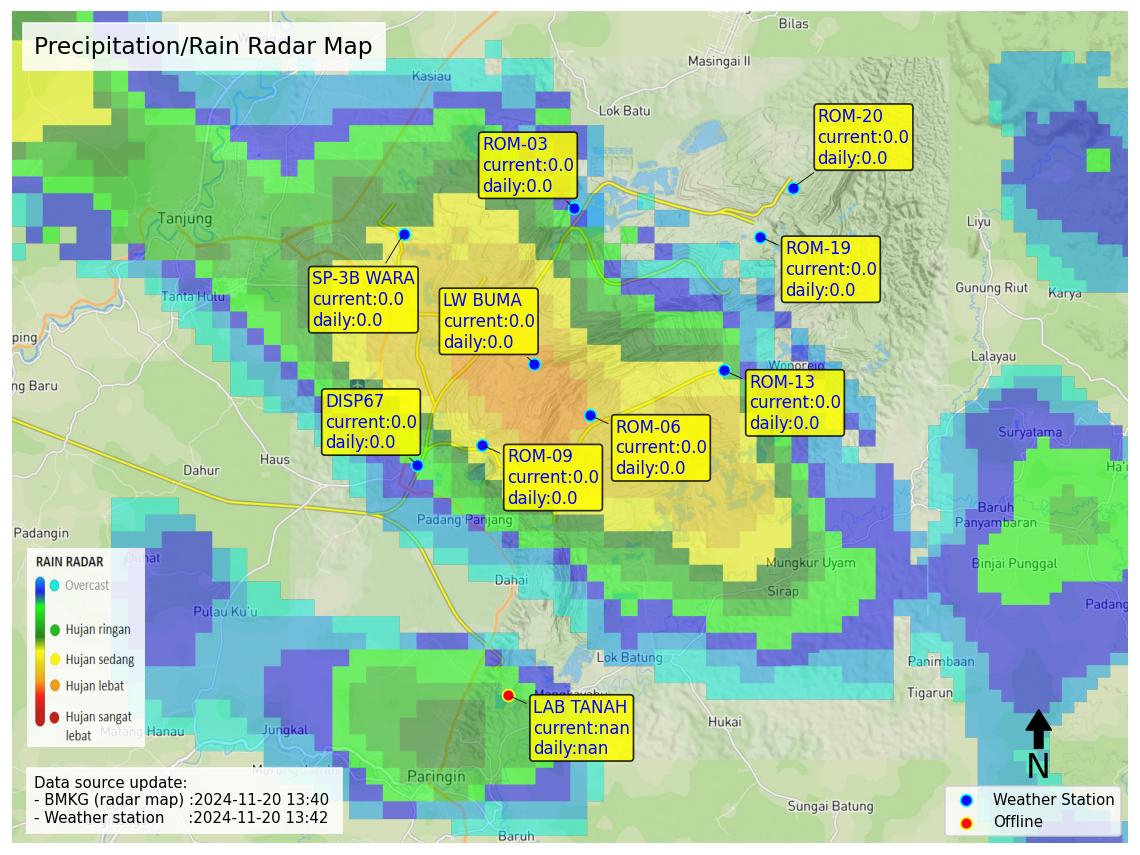 Precipitation/Rain Radar Map
Bilas
Masingai II
Kasiau
Lok Batu
ROM-20
current:0.0
daily:0.0
ROM-03
current:0.0
daily:0.0
Tanjung
Liyu
ROM-19
current:0.0
daily:0.0
SP-3B WARA
current:0.0
daily:0.0
LW BUMA
current:0.0
daily:0.0
Tanta Hulu
Gunung Riut
Karya
ping
Lalayau
Wonorejo
ng Baru
ROM-13
current:0.0
daily:0.0
DISP67
current:0.0
daily:0.0
ROM-06
current:0.0
daily:0.0
Suryatama
ROM-09
current:0.0
daily:0.0
Haus
Dahur
Ha'u
Baruh
Panyambaran
Padang Panjang
Padangin
Mungkur Uyam
Binjai Punggal
Dahai
Sirap
Pulau Ku'u
Padang
RAIN RADAR
Overcast
Hujan ringan
Hujan sedang
Hujan lebat
Hujan sangat
lebat
Lok Batung
Panimbaan
Tigarun
LAB TANAH
current:nan
daily:nan
Hukai
Manau
Jungkal
Paringin
N
Data source update:
- BMKG (radar map) :2024-11-20 13:40
- Weather station :2024-11-20 13:42
Sungai Batung
Baruh
Weather Station
Offline